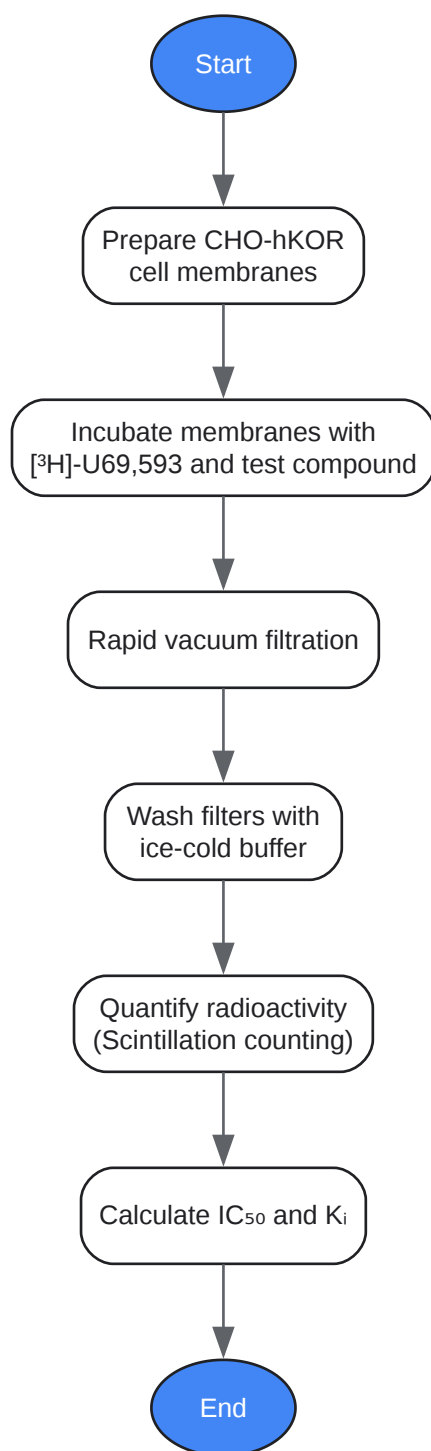 Start
Prepare CHO-hKOR
cell membranes
Incubate membranes with
[³H]-U69,593 and test compound
Rapid vacuum filtration
Wash filters with
ice-cold buffer
Quantify radioactivity
(Scintillation counting)
Calculate IC₅₀ and Kᵢ
End